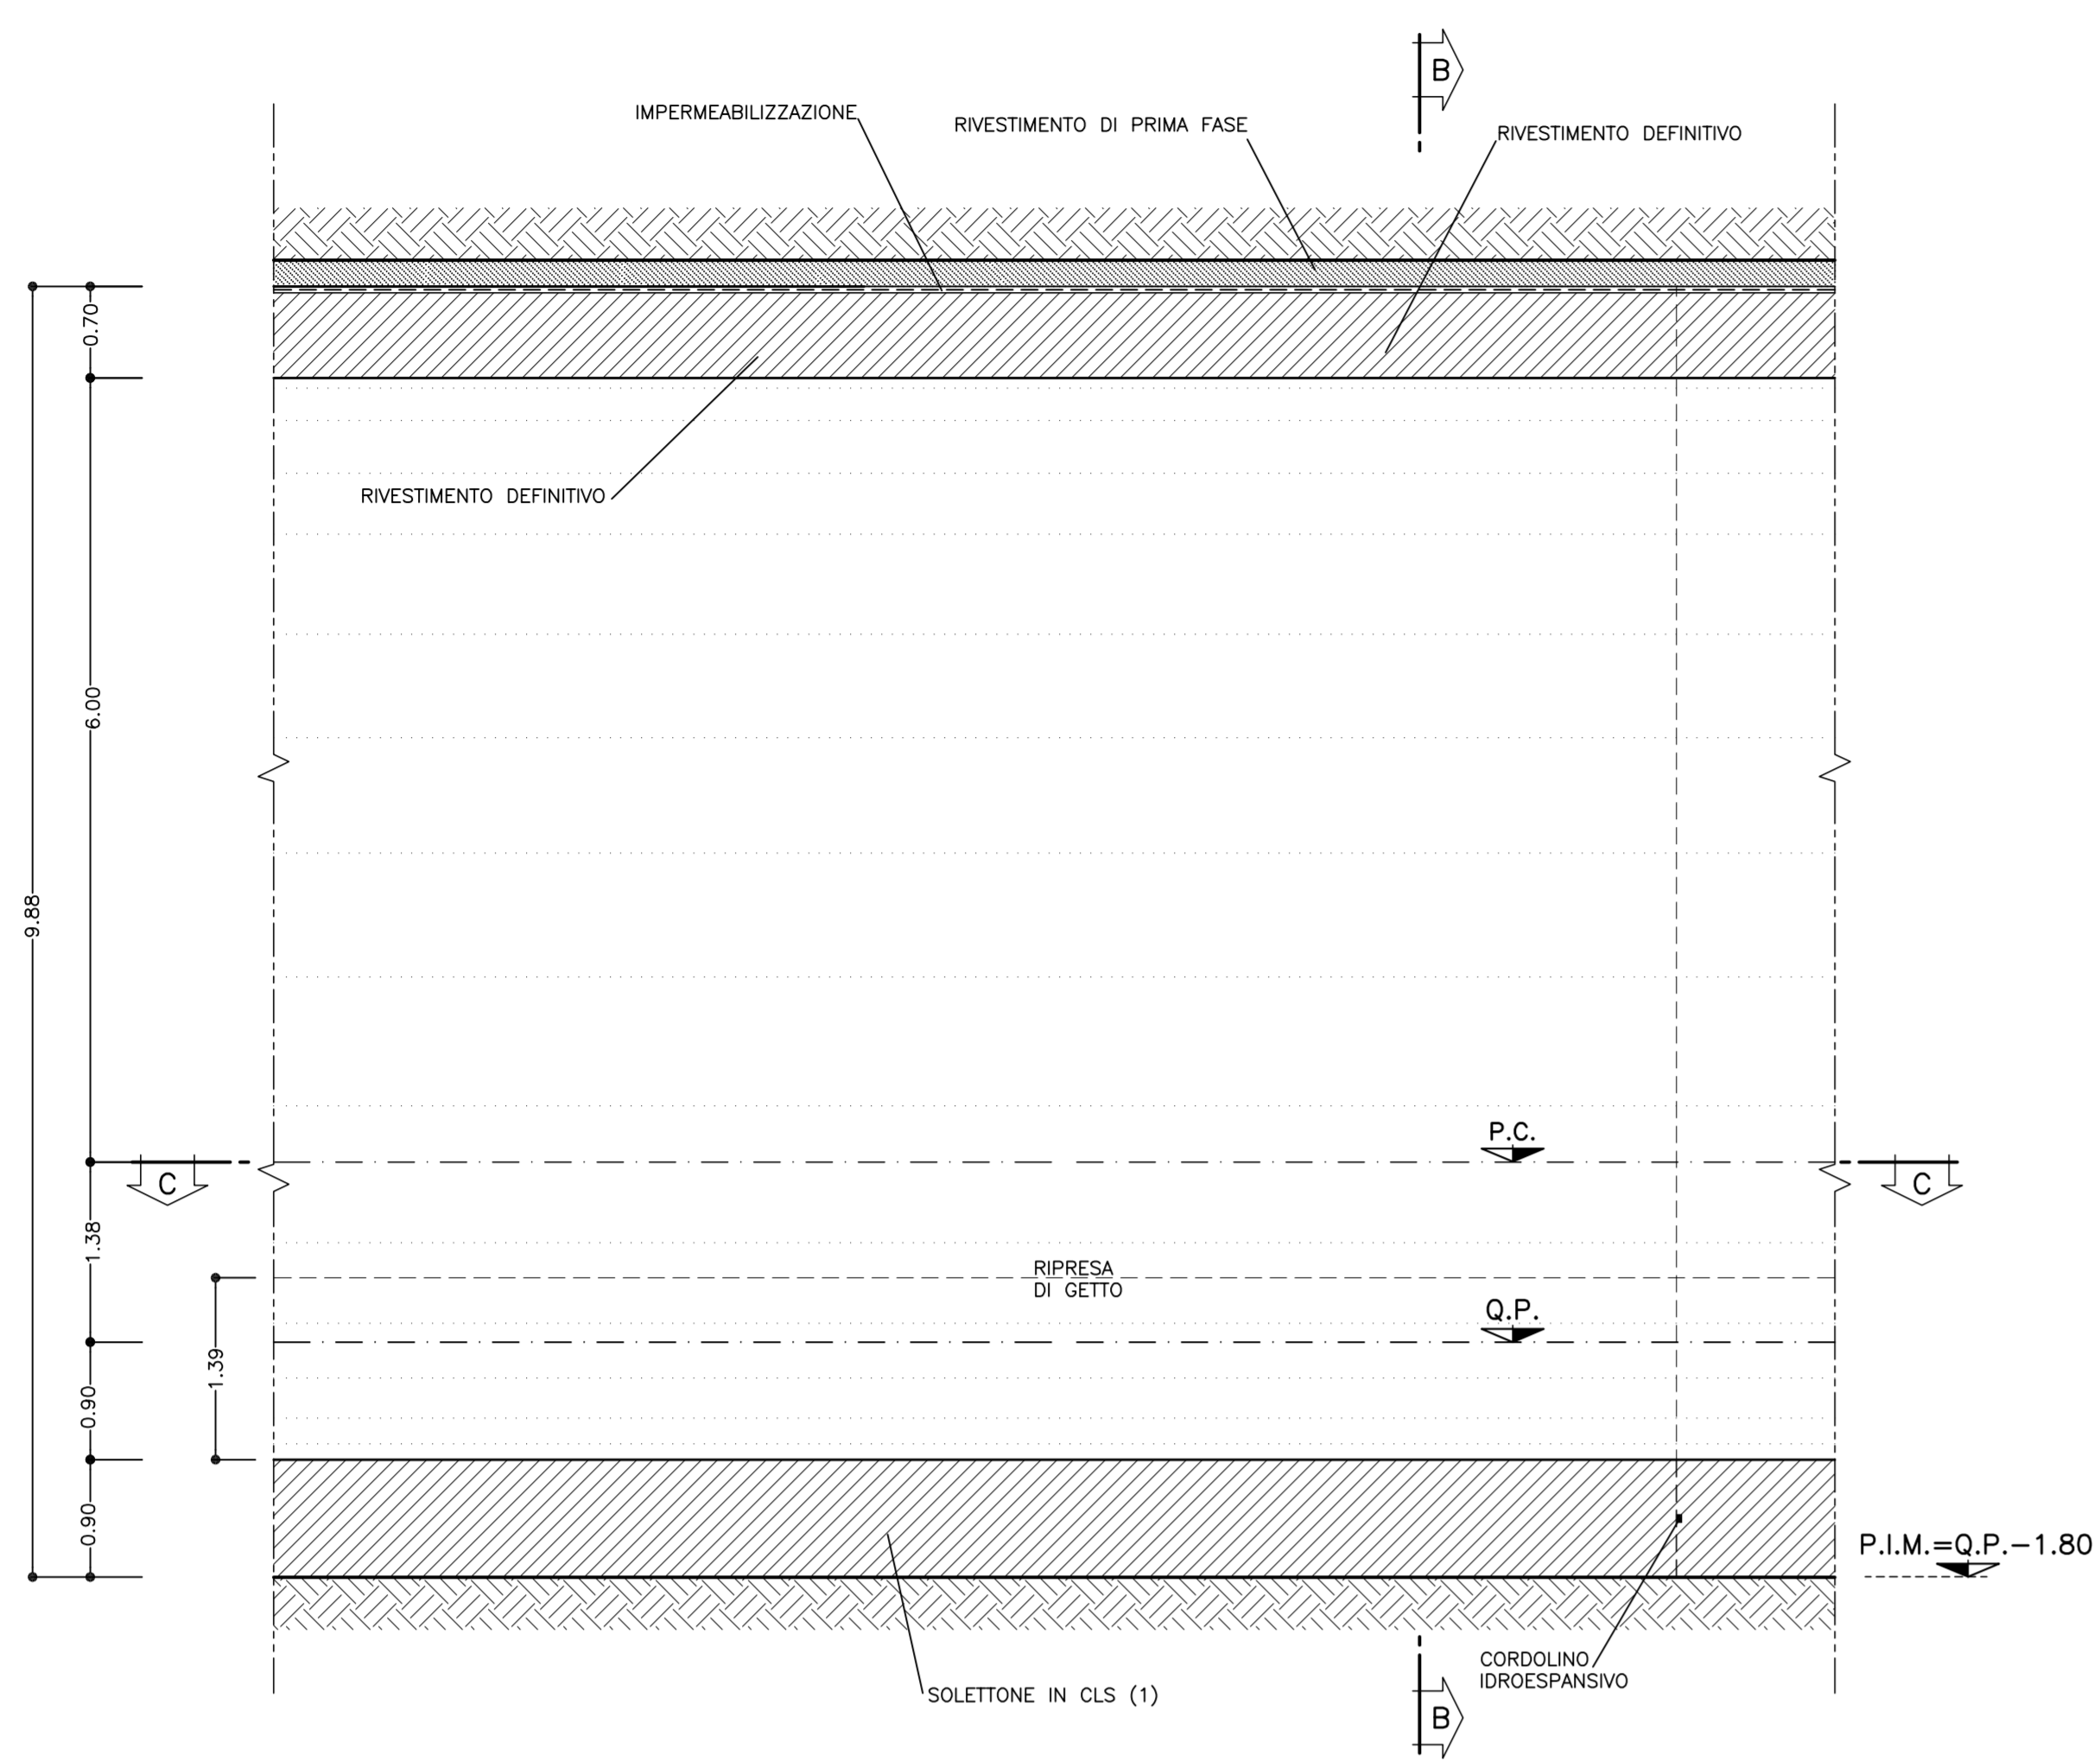 B
IMPERMEABILIZZAZIONE
RIVESTIMENTO DI PRIMA FASE
RIVESTIMENTO DEFINITIVO
0.70
RIVESTIMENTO DEFINITIVO
6.00
9.88
P.C.
C
C
1.38
RIPRESA
DI GETTO
Q.P.
1.39
0.90
0.90
P.I.M.=Q.P.-1.80
CORDOLINO
IDROESPANSIVO
SOLETTONE IN CLS (1)
B